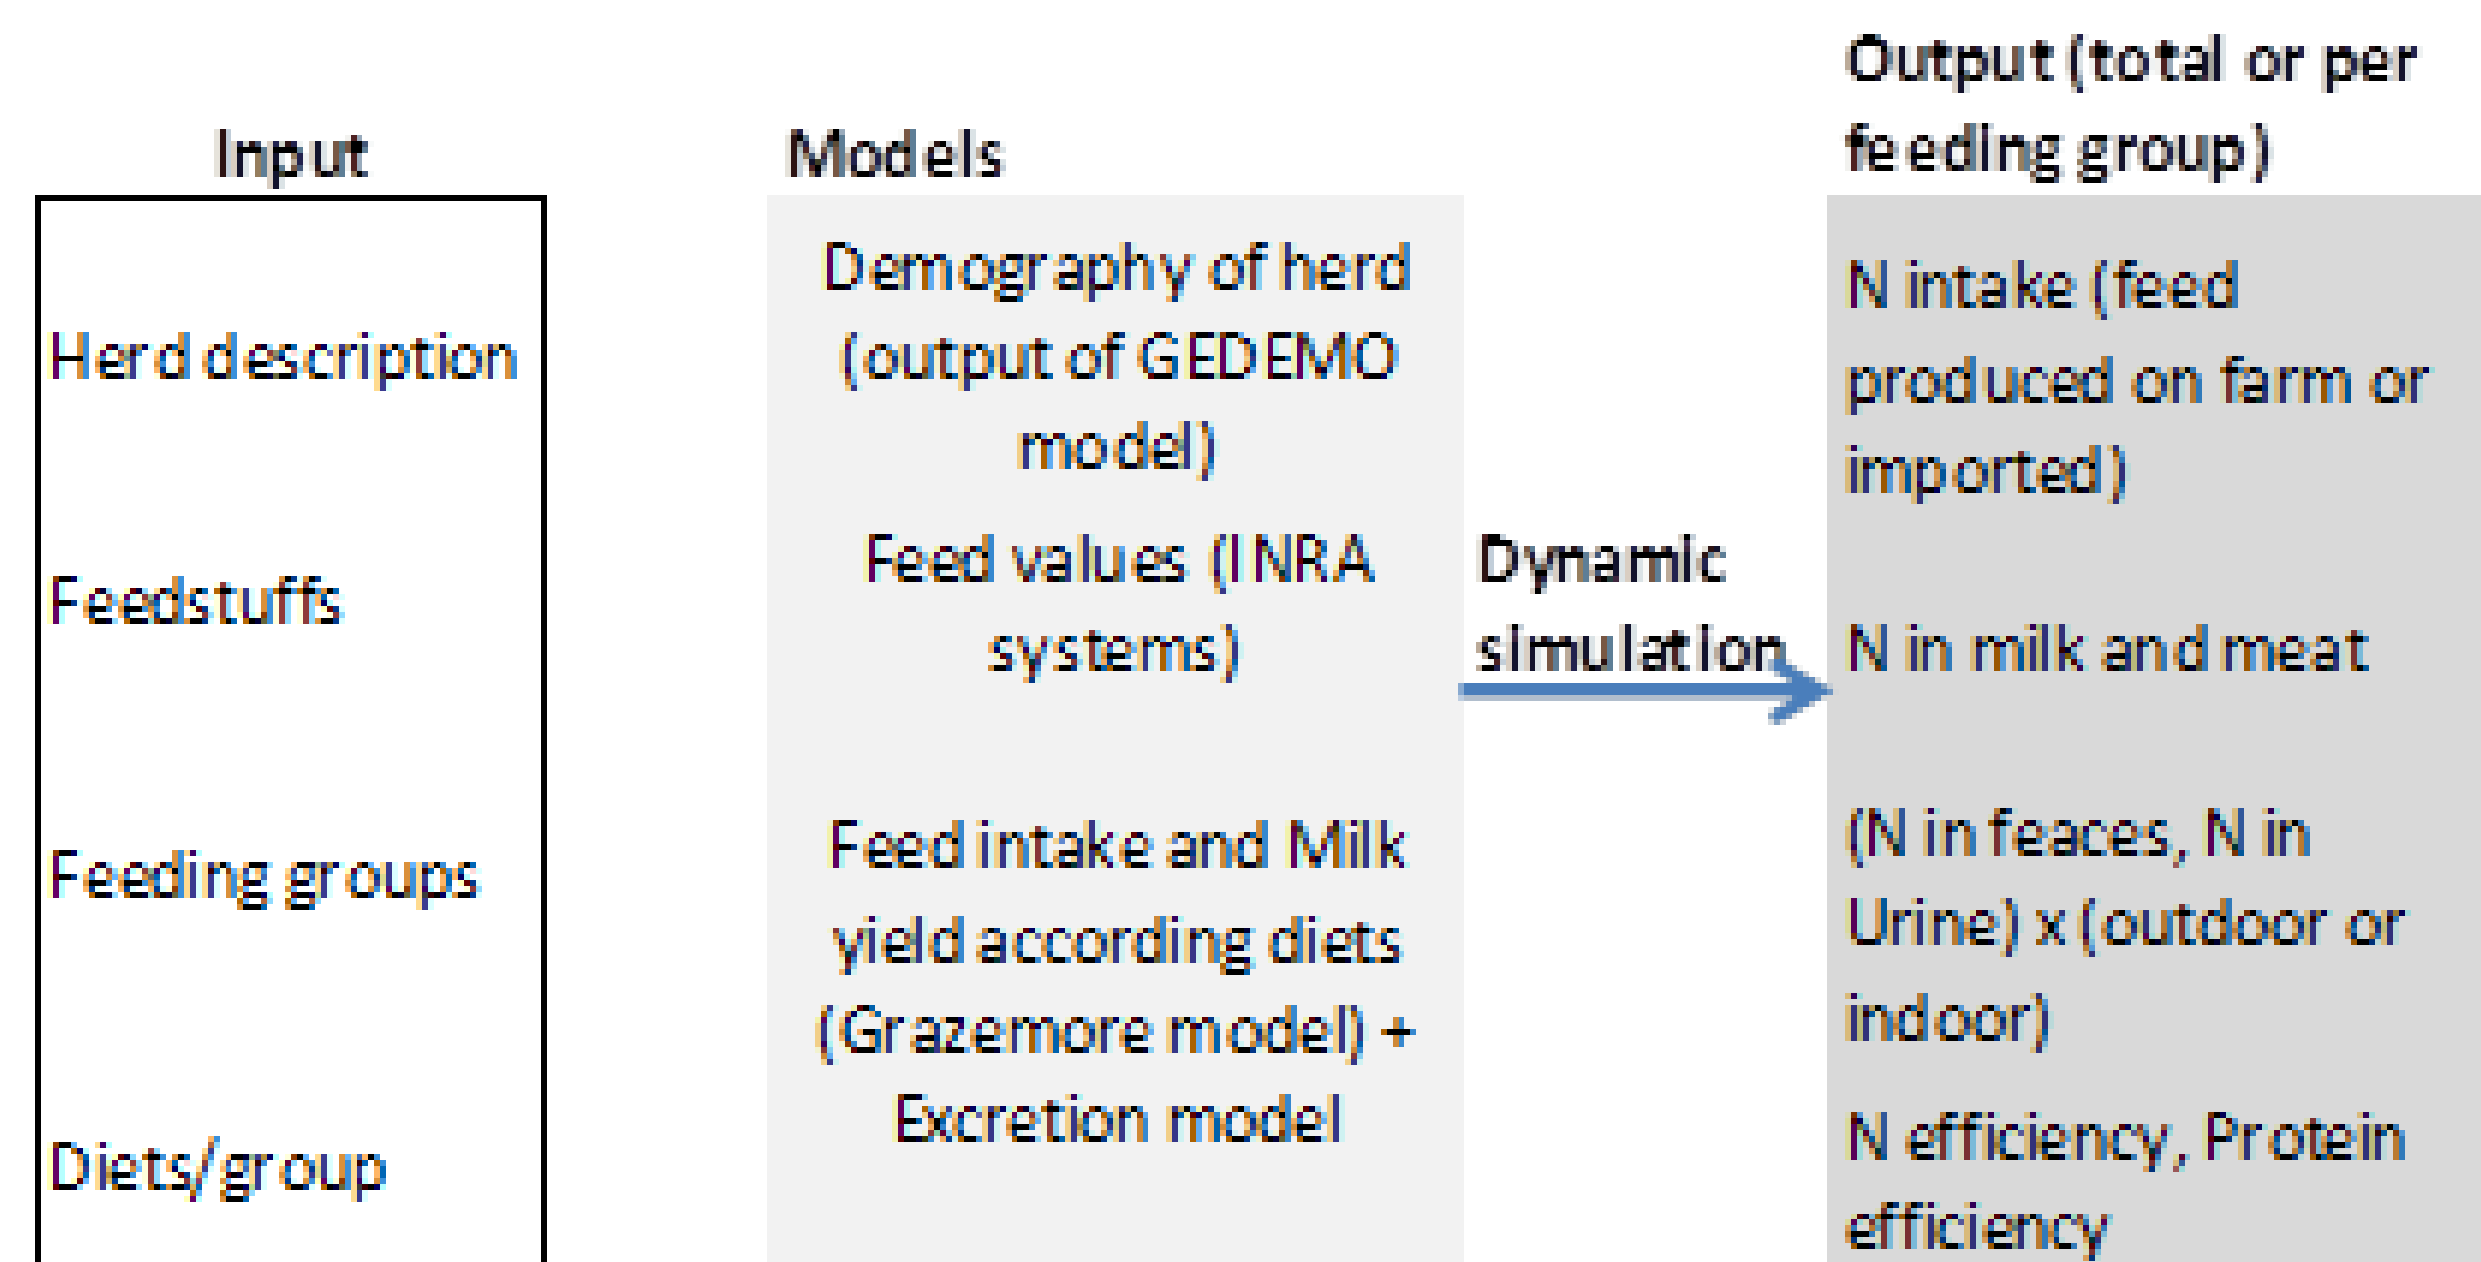 Input
Herd description
Feedstuffs
Feeding groups
Diets/group
Models
Demography of herd
(output of GEDEMO
model)
Feed values (INRA
systems)
Feed intake and Milk
yield according diets
(Grazemore model) +
Excretion model
Dynamic
simulation
Output (total or per
feeding group)
N intake (feed
produced on farm or
imported)
N in milk and meat
(N in feaces, N in
Urine) x (outdoor or
indoor)
N efficiency, Protein
efficiency